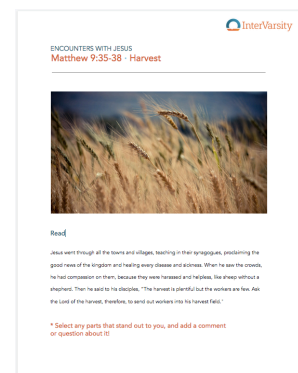 InterVarsity
ENCOUNTERS WITH JESUS
Matthew 9:35-38 · Harvest
Read
Jesus went through all the towns and villages, teaching in their synagogues, proclaiming the
good news of the kingdom and healing every disease and sickness. When he saw the crowds,
he had compassion on them, because they were harassed and helpless, like sheep without a
shepherd. Then he said to his disciples, "The harvest is plentiful but the workers are few. Ask
the Lord of the harvest, therefore, to send out workers into his harvest field."
* Select any parts that stand out to you, and add a comment
or question about it!